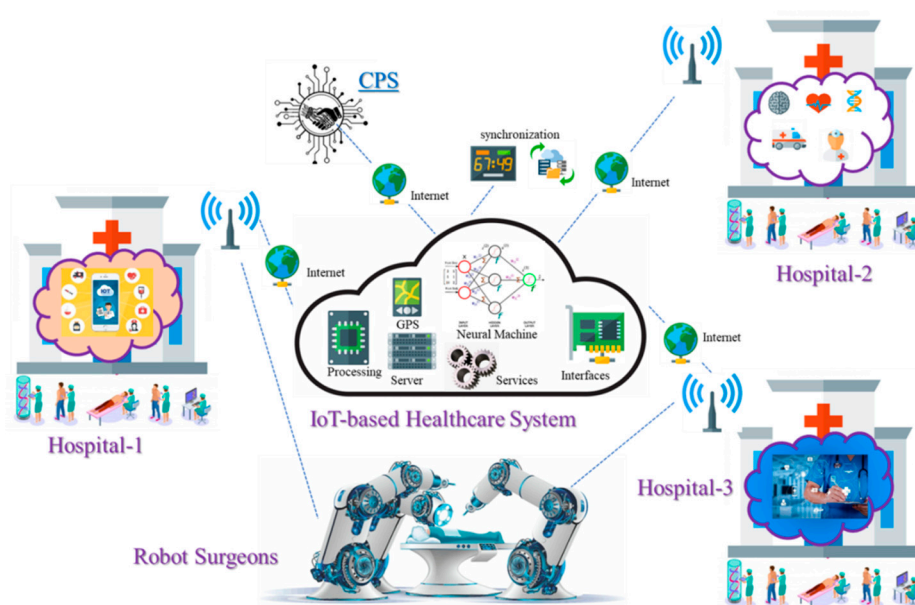 CPS
synchronization
67:49
Internet
Internet
Hospital-2
Internet
IOT
GPS
Neural Machine
Internet
Processing
Server
Services
Interfaces
IoT-based Healthcare System
Hospital-1
Hospital-3
Robot Surgeons